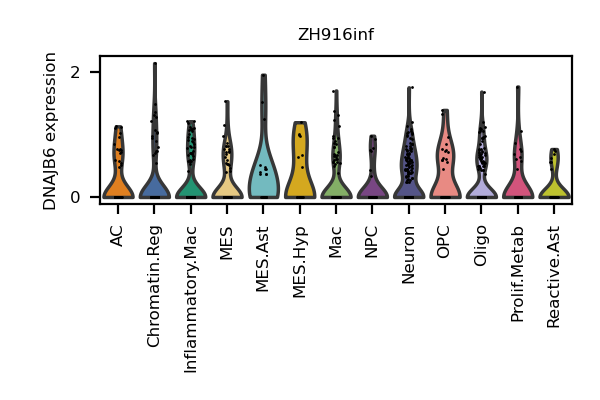 ZH916inf
DNAJB6 expression
2
0
AC
Chromatin.Reg
Inflammatory.Mac
MES
MES.Ast
MES.Hyp
Mac
NPC
Neuron
OPC
Oligo
Prolif.Metab
Reactive.Ast